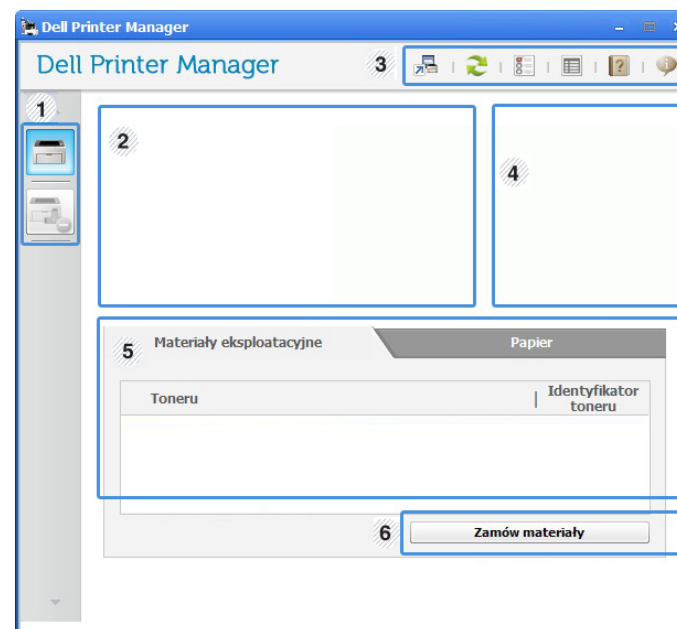 Dell Printer Manager
Dell Printer Manager
3
1
2
4
5
Materiały eksploatacyjne
Papier
Toneru
Identyfikator
toneru
6
Zamów materiały